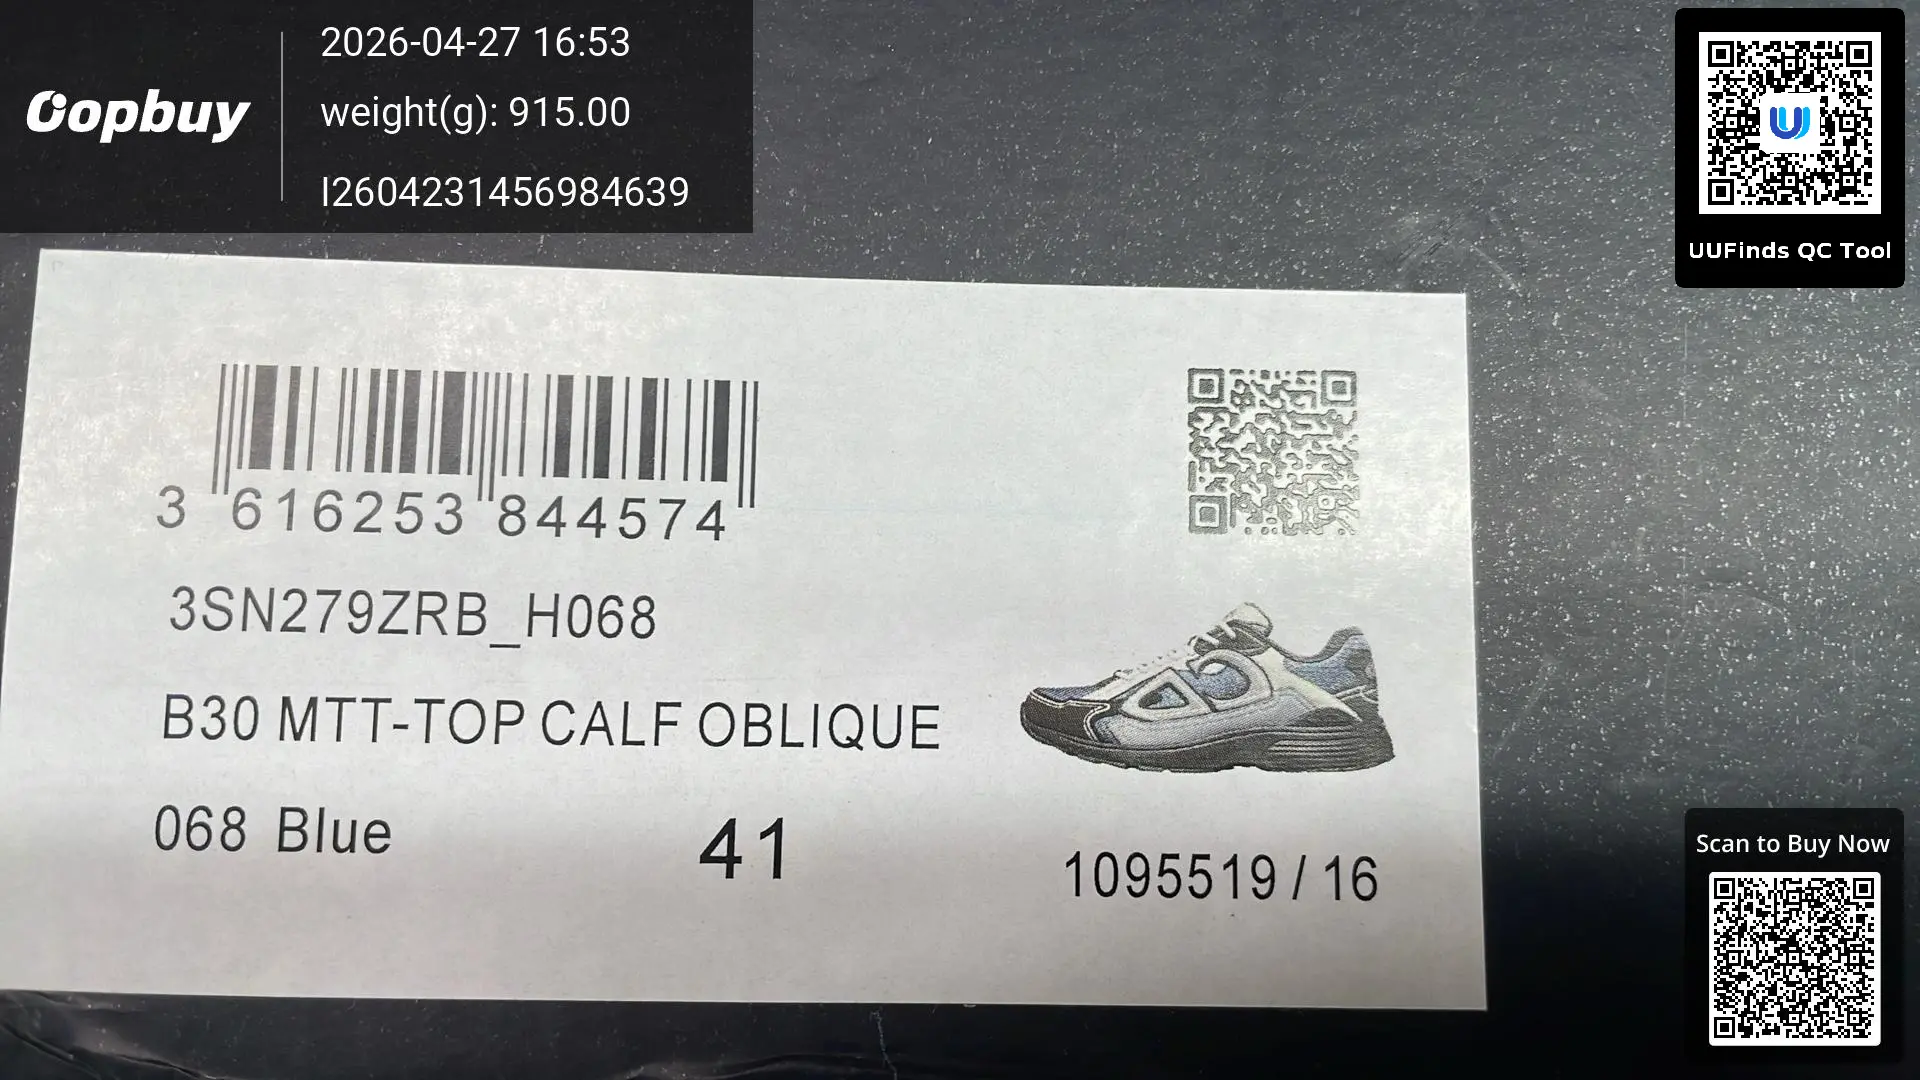 Oopbuy
2026-04-27 16:53
weight(g): 915.00
I2604231456984639
UUFinds QC Tool
3 616253 844574
3SN279ZRB_H068
B30 MTT-TOP CALF OBLIQUE
068 Blue
41
1095519 / 16
Scan to Buy Now